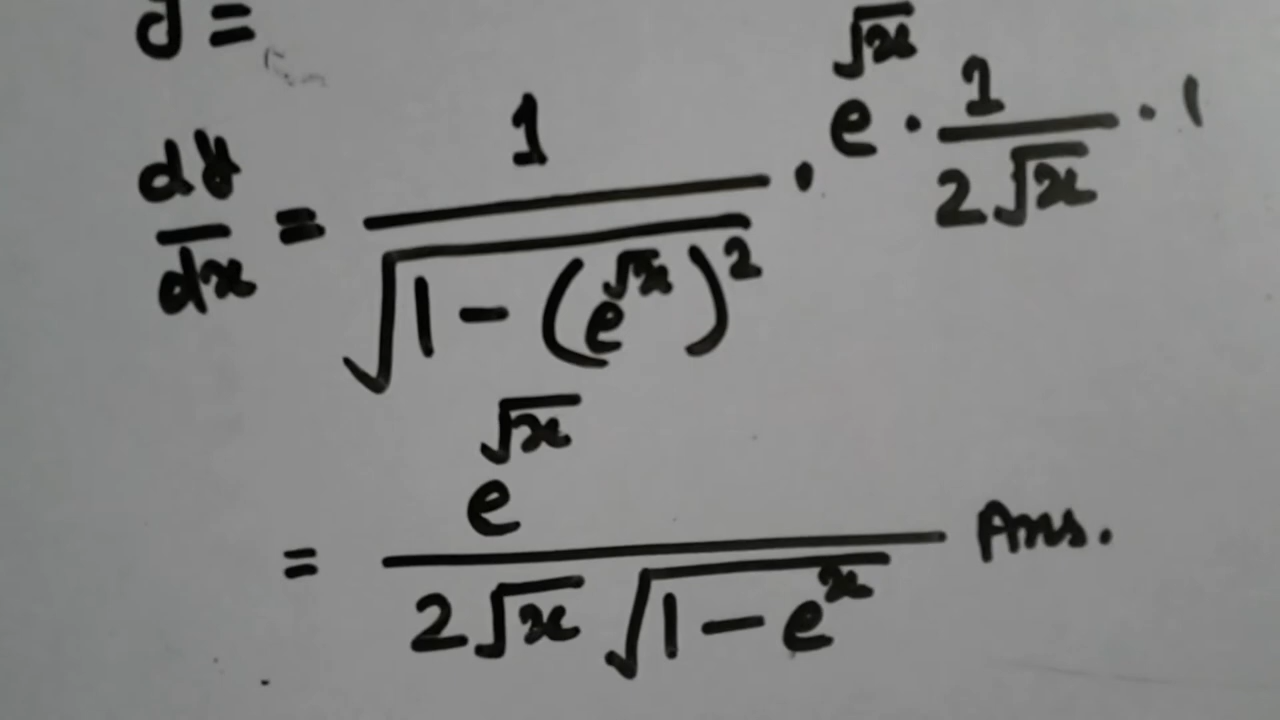 y =
dy/dx = 1/√(1-(e^√x)²) · e^√x · 1/(2√x) · 1
= e^√x/(2√x √(1-e^x)) Ans.